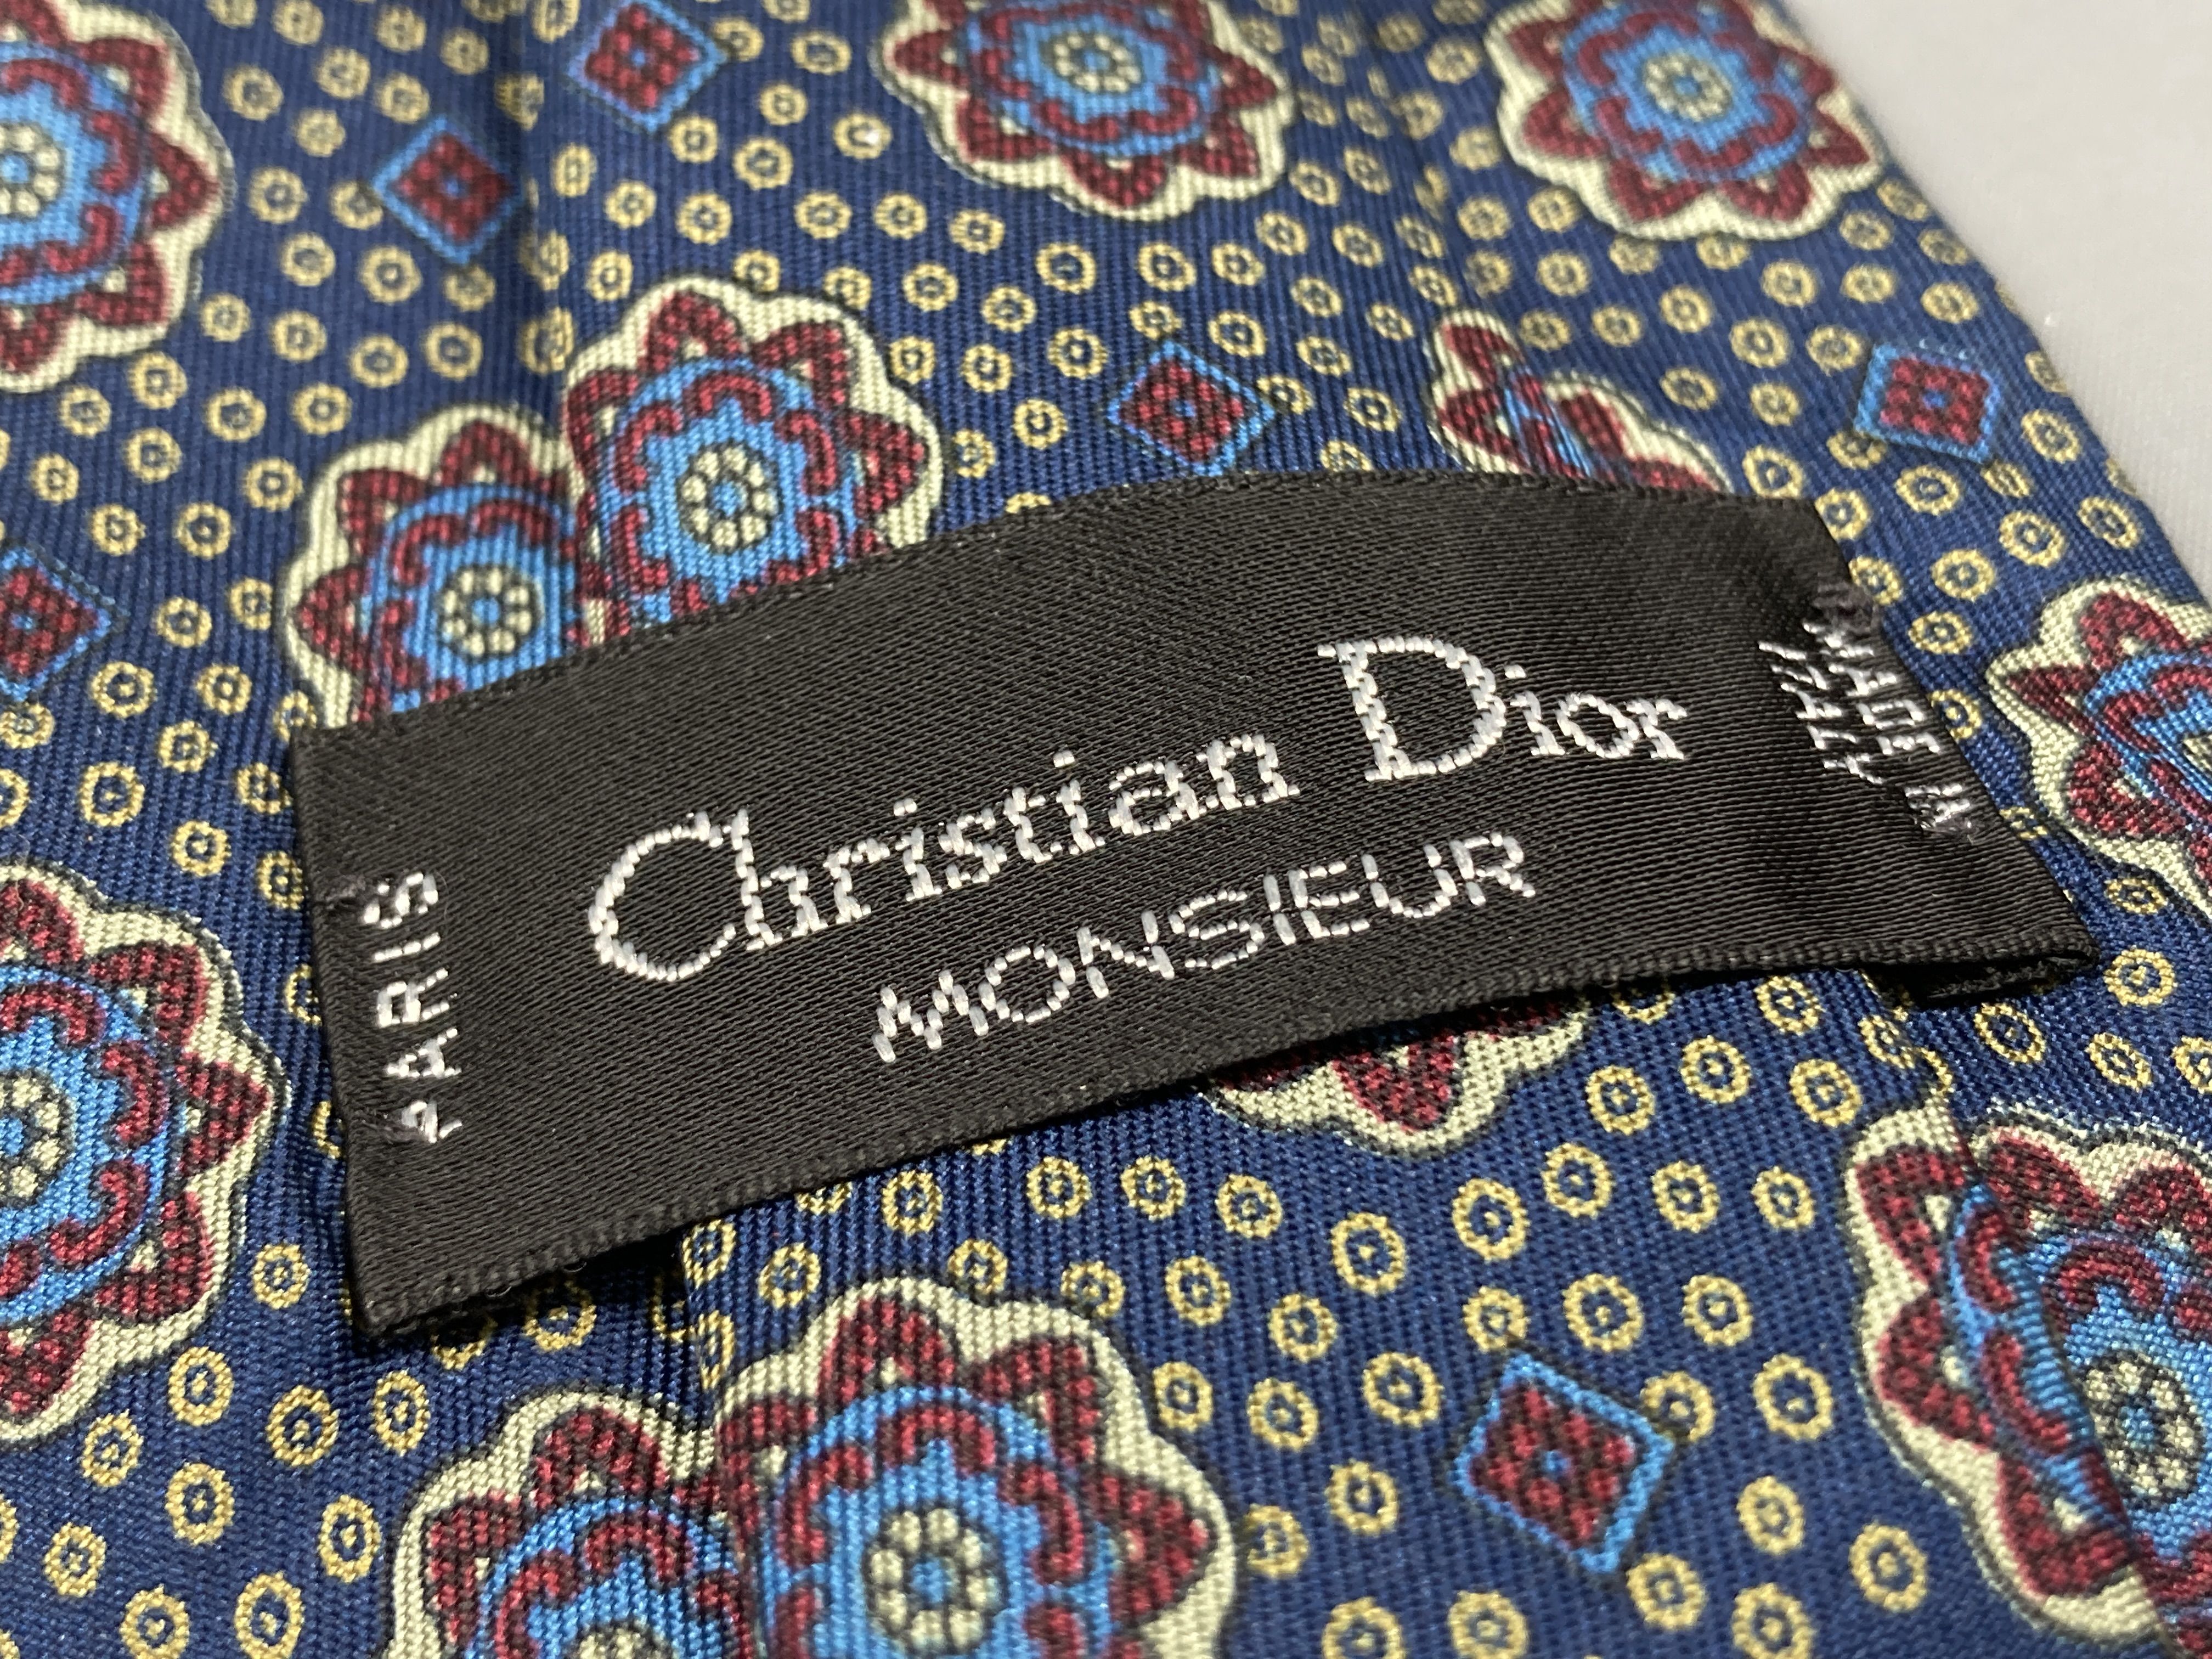 PARIS
Christian Dior
MONSIEUR
MADE IN
ITALY